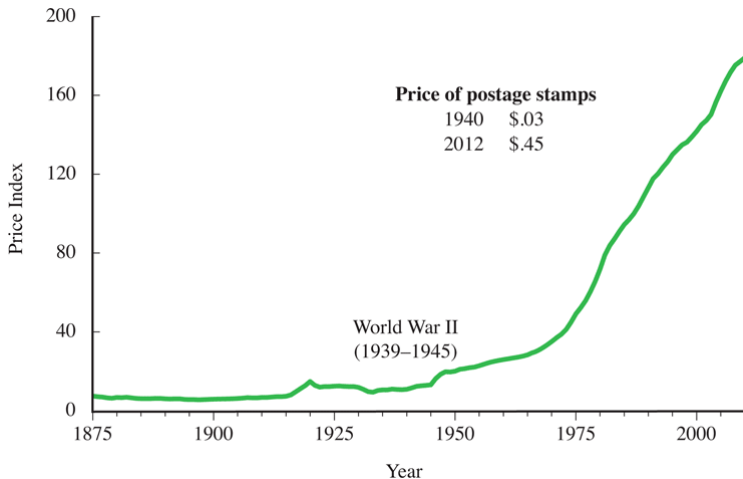 200
160
120
80
40
0
Price Index
Price of postage stamps
1940 $.03
2012 $.45
World War II
(1939–1945)
1875 1900 1925 1950 1975 2000
Year